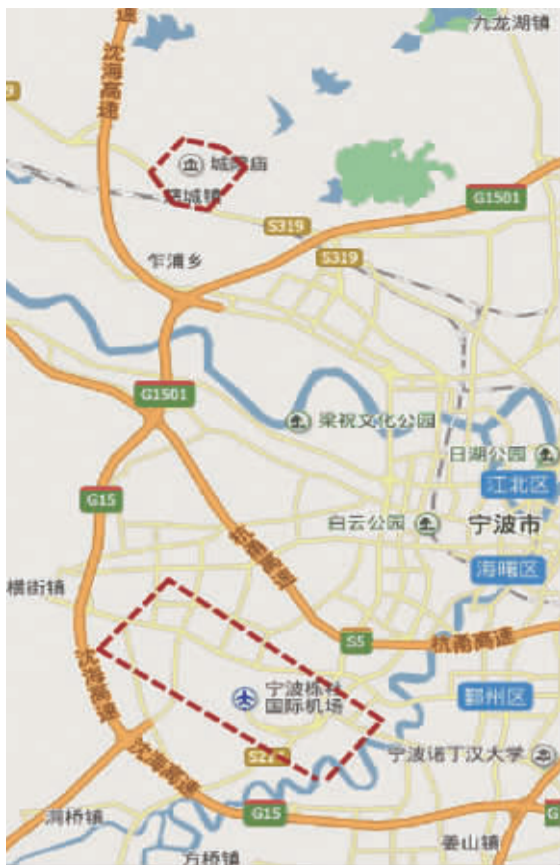 九龙湖镇
沈海高速
城隍庙
慈城镇
G1501
S319
S319
乍浦乡
G1501
梁祝文化公园
日湖公园
江北区
G15
白云公园
宁波市
杭甬高速
海曙区
横街镇
S5
杭甬高速
沈海高速
宁波栎社
国际机场
鄞州区
宁波诺丁汉大学
沈海高速
G15
洞桥镇
姜山镇
方桥镇